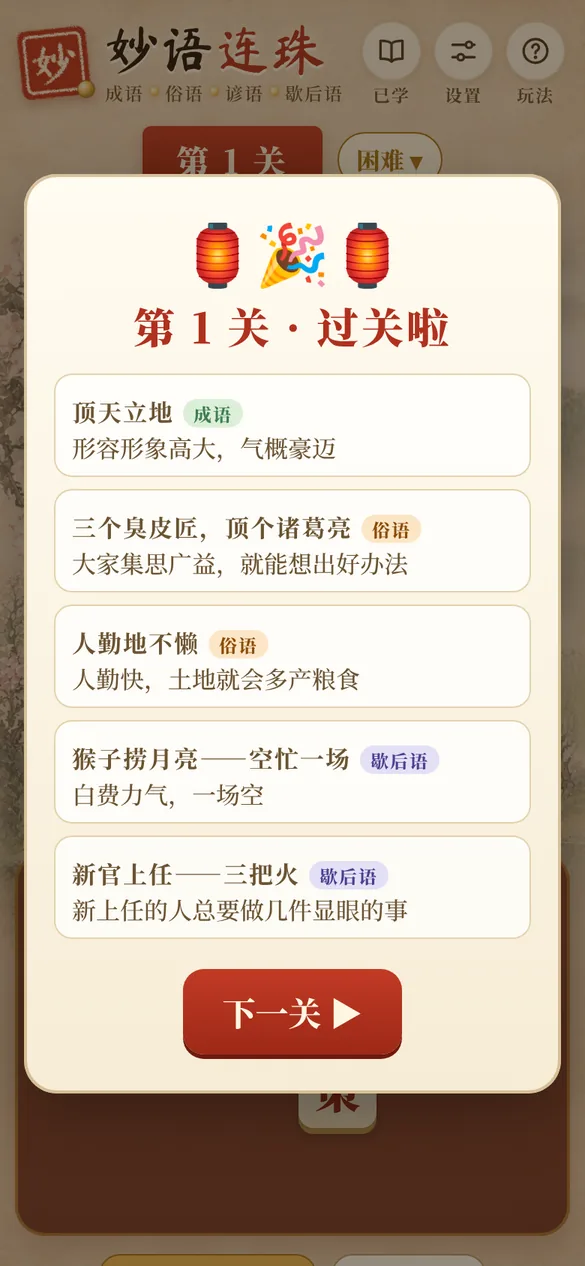 妙
妙语连珠
成语 俗语 谚语 歇后语
已学 设置 玩法
第 1 关
困难▼
第 1 关 · 过关啦
顶天立地 成语
形容形象高大，气概豪迈
三个臭皮匠，顶个诸葛亮 俗语
大家集思广益，就能想出好办法
人勤地不懒 俗语
人勤快，土地就会多产粮食
猴子捞月亮——空忙一场 歇后语
白费力气，一场空
新官上任——三把火 歇后语
新上任的人总要做几件显眼的事
下一关 ▶